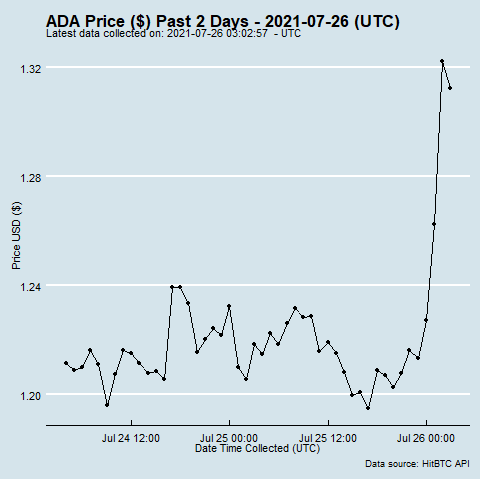 ADA Price ($) Past 2 Days - 2021-07-26 (UTC)
Latest data collected on: 2021-07-26 03:02:57 - UTC
1.32
1.28
1.24
1.20
Price USD ($)
Jul 24 12:00
Jul 25 00:00
Jul 25 12:00
Jul 26 00:00
Date Time Collected (UTC)
Data source: HitBTC API